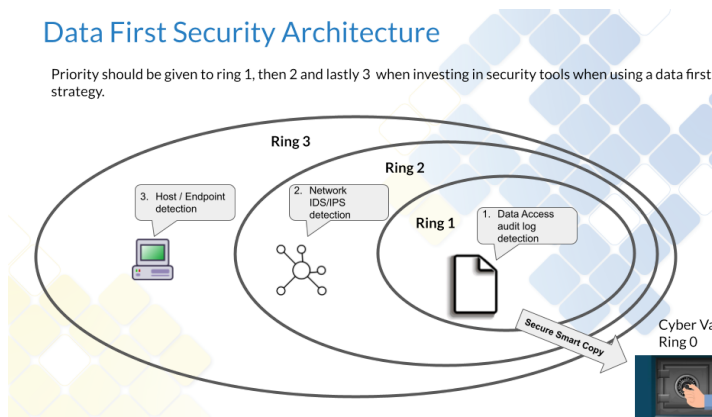 Data First Security Architecture
Priority should be given to ring 1, then 2 and lastly 3 when investing in security tools when using a data first
strategy.
Ring 3
Ring 2
Ring 1
3. Host / Endpoint
detection
2. Network
IDS/IPS
detection
1. Data Access
audit log
detection
Secure Smart Copy
Cyber Va
Ring 0